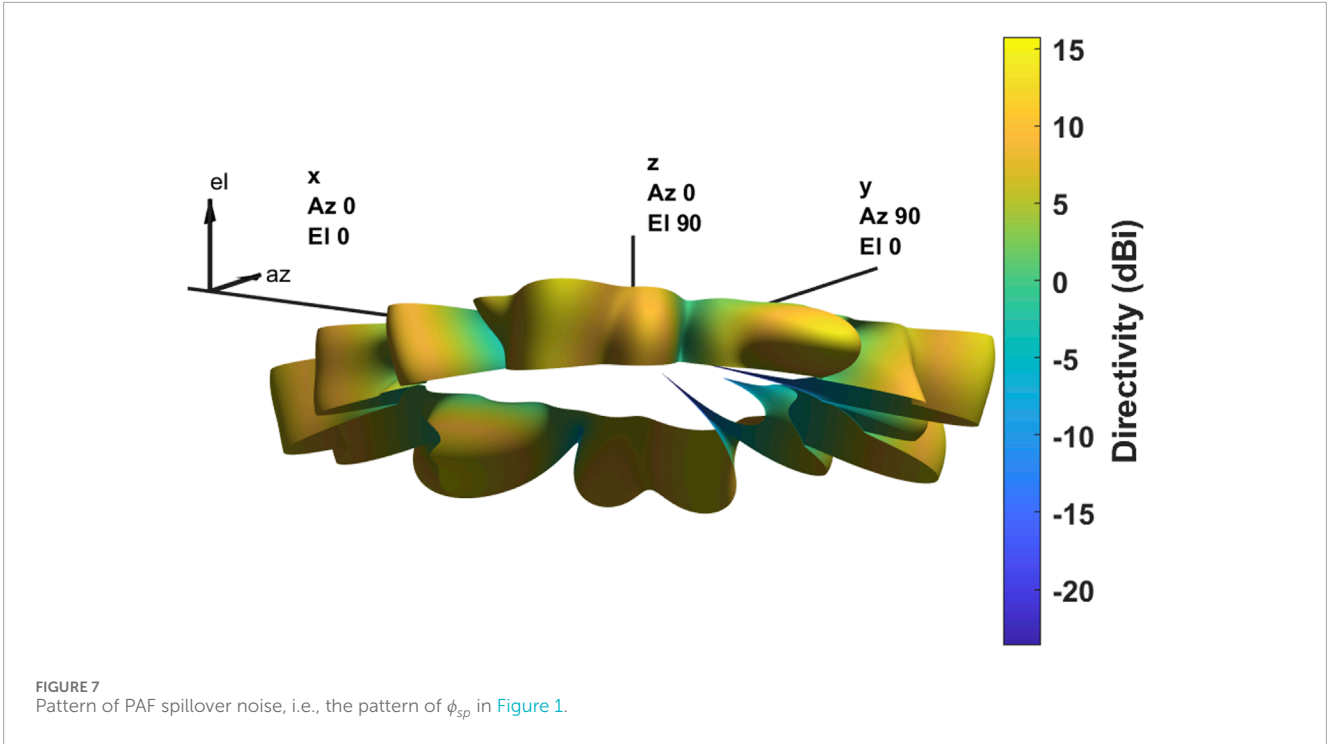 el
az
x
Az 0
El 0
z
Az 0
El 90
y
Az 90
El 0
15
10
5
0
-5
-10
-15
-20
Directivity (dBi)
FIGURE 7
Pattern of PAF spillover noise, i.e., the pattern of ϕsp in Figure 1.